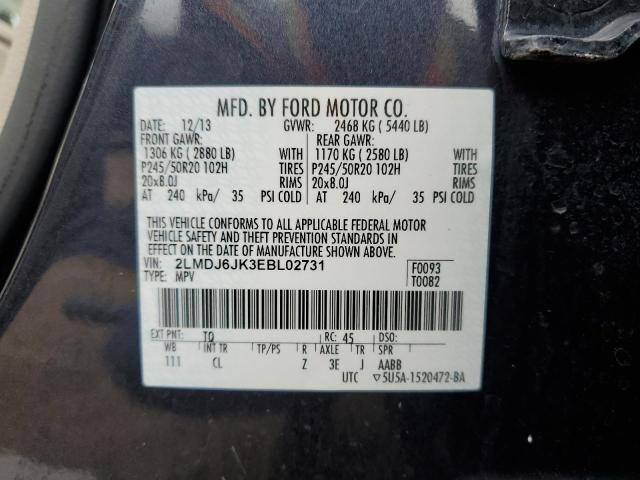 MFD. BY FORD MOTOR CO.
DATE: 12/13 GVWR: 2468 KG ( 5440 LB)
FRONT GAWR: REAR GAWR:
1306 KG ( 2880 LB) WITH 1170 KG ( 2580 LB) WITH
P245/50R20 102H TIRES P245/50R20 102H TIRES
20x8.0J RIMS 20x8.0J RIMS
AT 240 kPa/ 35 PSI COLD AT 240 kPa/ 35 PSI COLD
THIS VEHICLE CONFORMS TO ALL APPLICABLE FEDERAL MOTOR
VEHICLE SAFETY AND THEFT PREVENTION STANDARDS IN
EFFECT ON THE DATE OF MANUFACTURE SHOWN ABOVE.
VIN: 2LMDJ6JK3EBL02731 F0093
TYPE: MPV T0082
EXT PNT: TQ RC: 45 DSO:
WB INT TR TP/PS R AXLE TR SPR
111 CL Z 3E J AABB
UTC ▽5U5A-1520472-BA